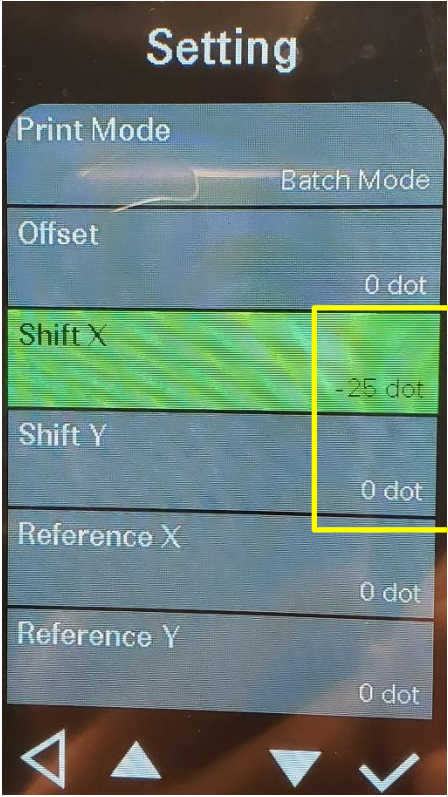 Setting
Print Mode
Batch Mode
Offset
0 dot
Shift X
-25 dot
Shift Y
0 dot
Reference X
0 dot
Reference Y
0 dot